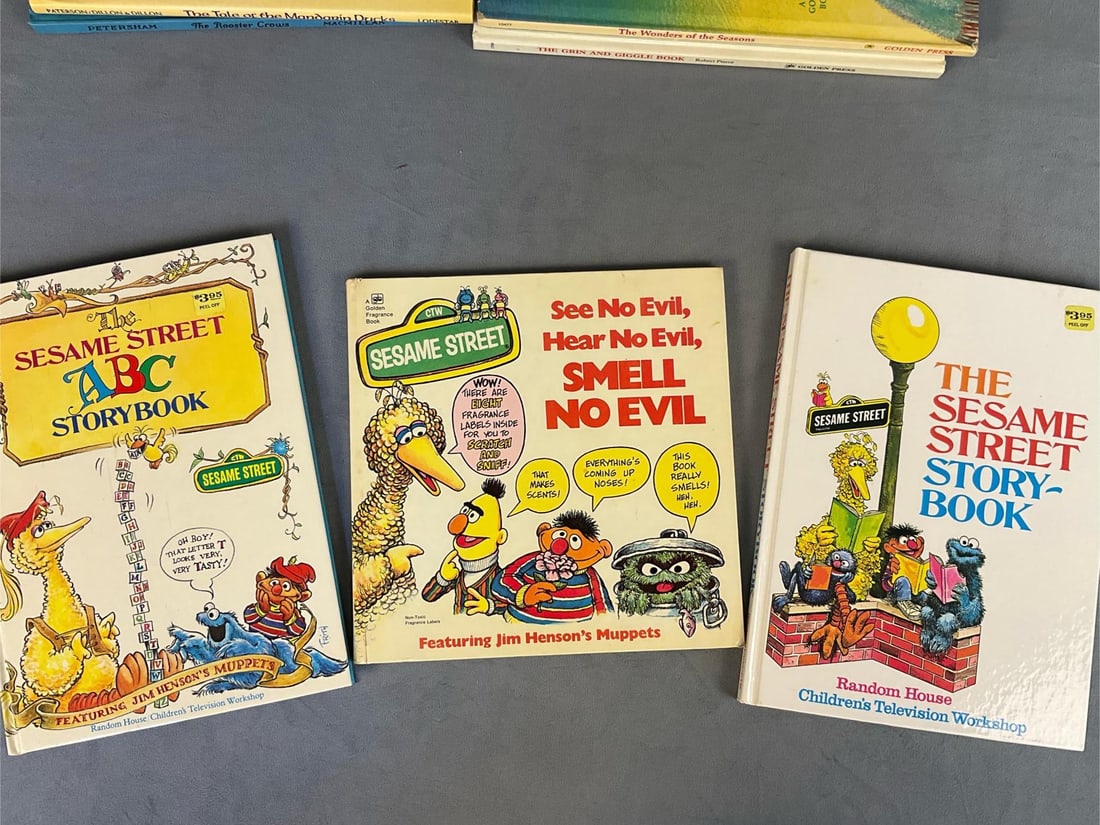 PATERSON/DILLON & DILLON The Tale of the Mandarin Ducks LODESTAR
PETERSHAM The Rooster Crows MACMILLAN
The Wonders of the Seasons GOLDEN PRESS
THE GRIN AND GIGGLE BOOK Robert Pierce GOLDEN PRESS
$3.95
PEEL OFF
The
SESAME STREET
ABC
STORYBOOK
CTW
SESAME STREET
OH BOY!
THAT LETTER T
LOOKS VERY,
VERY TASTY!
FEATURING JIM HENSON'S MUPPETS
Random House/Children's Television Workshop
A
Golden
Fragrance
Book
CTW
SESAME STREET
See No Evil,
Hear No Evil,
SMELL
NO EVIL
WOW!
THERE ARE
EIGHT
FRAGRANCE
LABELS INSIDE
FOR YOU TO
SCRATCH
AND
SNIFF!
THAT
MAKES
SCENTS!
EVERYTHING'S
COMING UP
NOSES!
THIS
BOOK
REALLY
SMELLS!
HEH,
HEH.
Non-Toxic
Fragrance Labels
Featuring Jim Henson's Muppets
$3.95
PEEL OFF
CTW
SESAME STREET
THE
SESAME
STREET
STORY-
BOOK
Random House
Children's Television Workshop